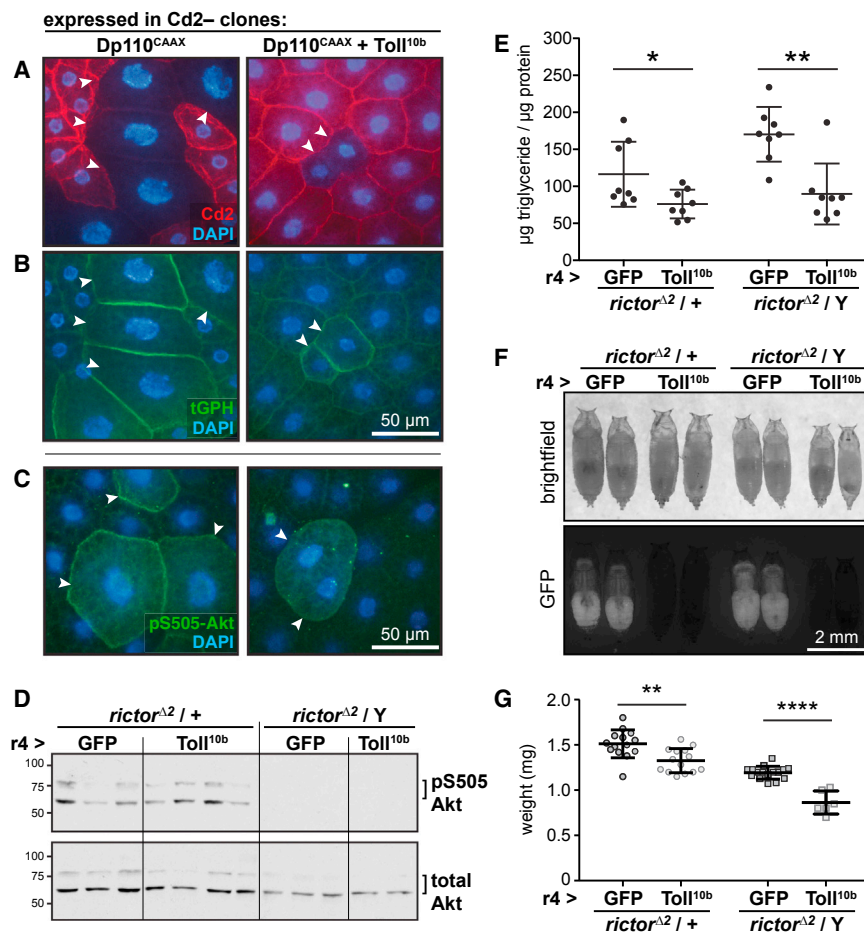 expressed in Cd2– clones:
Dp110CAAX
Dp110CAAX + Toll10b
A
Cd2
DAPI
B
tGPH
DAPI
50 µm
C
pS505-Akt
DAPI
50 µm
D
rictorΔ2 / +
rictorΔ2 / Y
r4 > GFP Toll10b GFP Toll10b
100
75
50
pS505
Akt
100
75
50
total
Akt
E
µg triglyceride / µg protein
300
250
200
150
100
50
0
*
**
r4 > GFP Toll10b GFP Toll10b
rictorΔ2 / +
rictorΔ2 / Y
F
rictorΔ2 / +
rictorΔ2 / Y
r4 > GFP Toll10b GFP Toll10b
brightfield
GFP
2 mm
G
weight (mg)
2.0
1.5
1.0
0.5
0
**
****
r4 > GFP Toll10b GFP Toll10b
rictorΔ2 / +
rictorΔ2 / Y